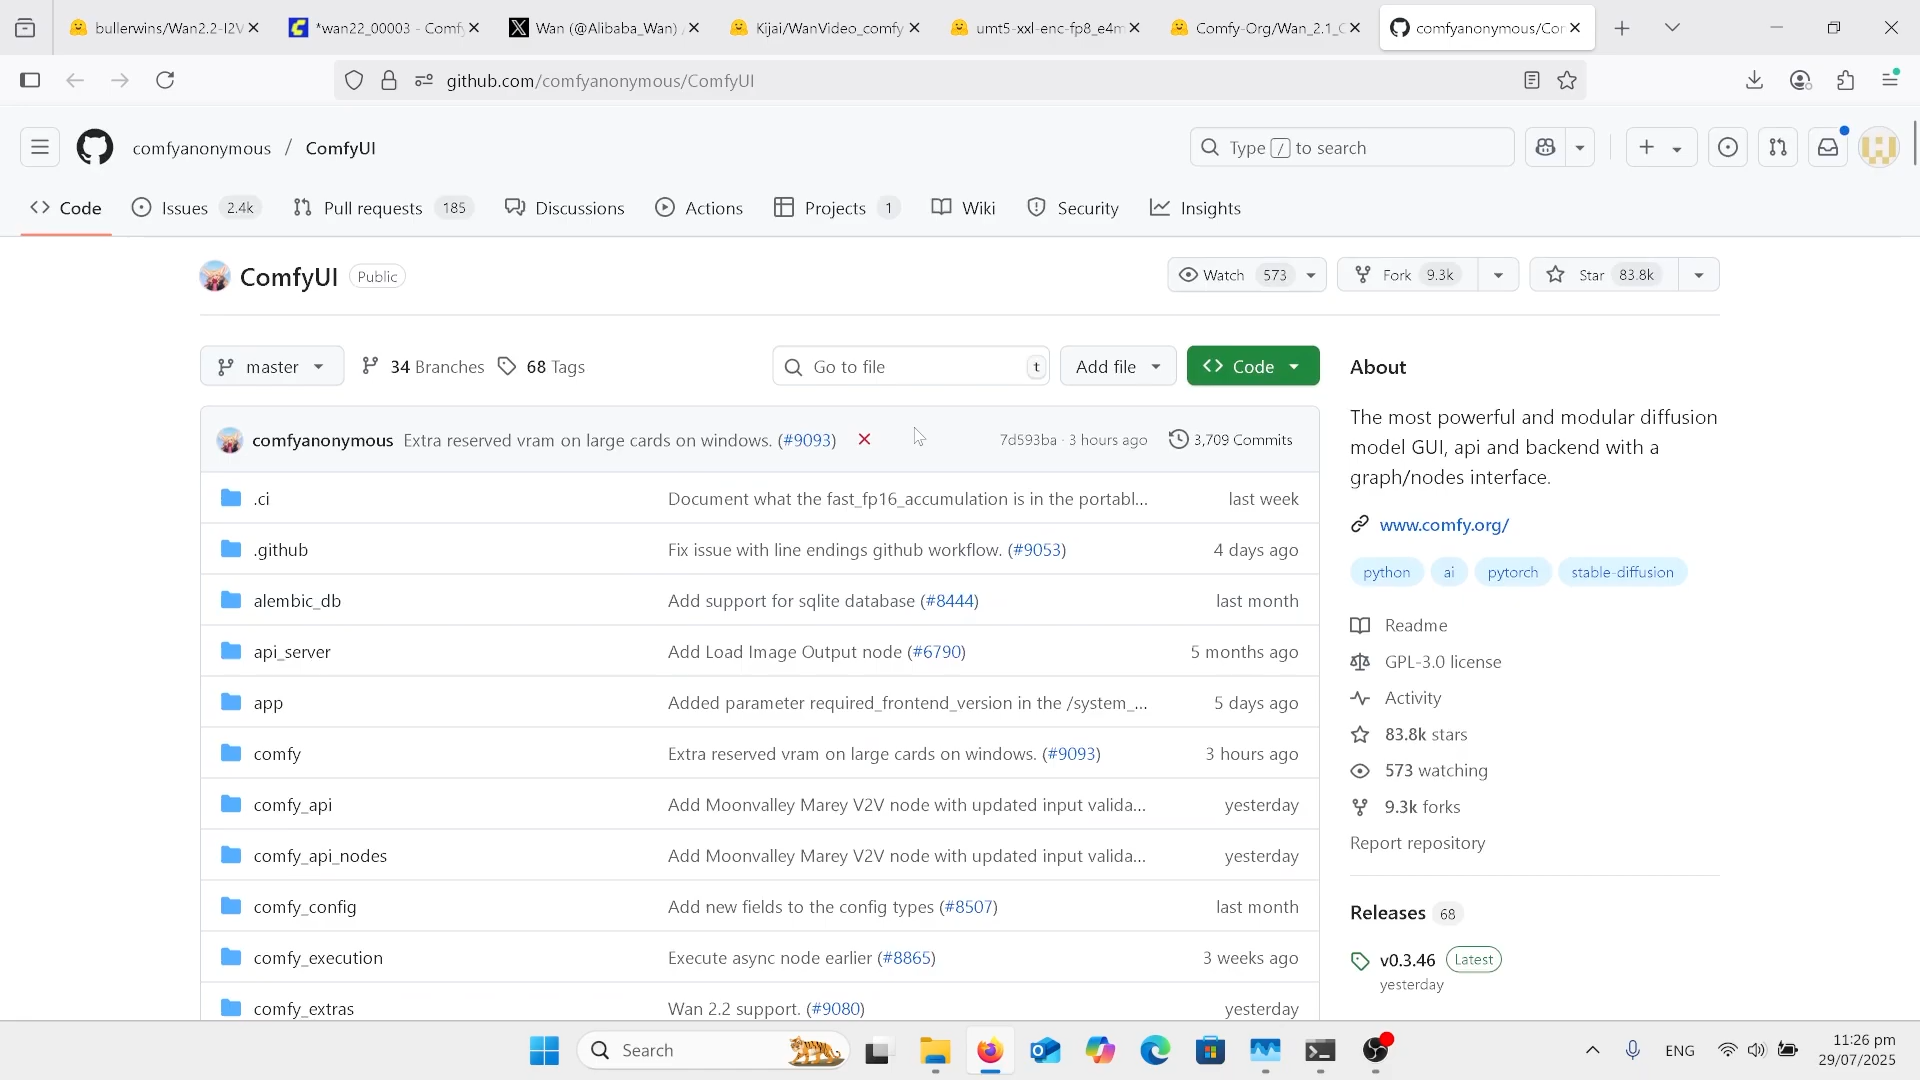 bullerwins/Wan2.2-I2V
*wan22_00003 - Comfy
Wan (@Alibaba_Wan) /
Kijai/WanVideo_comfy
umt5-xxl-enc-fp8_e4m
Comfy-Org/Wan_2.1_C
comfyanonymous/Com
github.com/comfyanonymous/ComfyUI
comfyanonymous / ComfyUI
Type / to search
Code
Issues 2.4k
Pull requests 185
Discussions
Actions
Projects 1
Wiki
Security
Insights
ComfyUI Public
Watch 573
Fork 9.3k
Star 83.8k
master
34 Branches
68 Tags
Go to file t
Add file
Code
comfyanonymous Extra reserved vram on large cards on windows. (#9093) 7d593ba · 3 hours ago 3,709 Commits
.ci Document what the fast_fp16_accumulation is in the portabl... last week
.github Fix issue with line endings github workflow. (#9053) 4 days ago
alembic_db Add support for sqlite database (#8444) last month
api_server Add Load Image Output node (#6790) 5 months ago
app Added parameter required_frontend_version in the /system_... 5 days ago
comfy Extra reserved vram on large cards on windows. (#9093) 3 hours ago
comfy_api Add Moonvalley Marey V2V node with updated input valida... yesterday
comfy_api_nodes Add Moonvalley Marey V2V node with updated input valida... yesterday
comfy_config Add new fields to the config types (#8507) last month
comfy_execution Execute async node earlier (#8865) 3 weeks ago
comfy_extras Wan 2.2 support. (#9080) yesterday
About
The most powerful and modular diffusion
model GUI, api and backend with a
graph/nodes interface.
www.comfy.org/
python ai pytorch stable-diffusion
Readme
GPL-3.0 license
Activity
83.8k stars
573 watching
9.3k forks
Report repository
Releases 68
v0.3.46 Latest
yesterday
Search
ENG
11:26 pm
29/07/2025